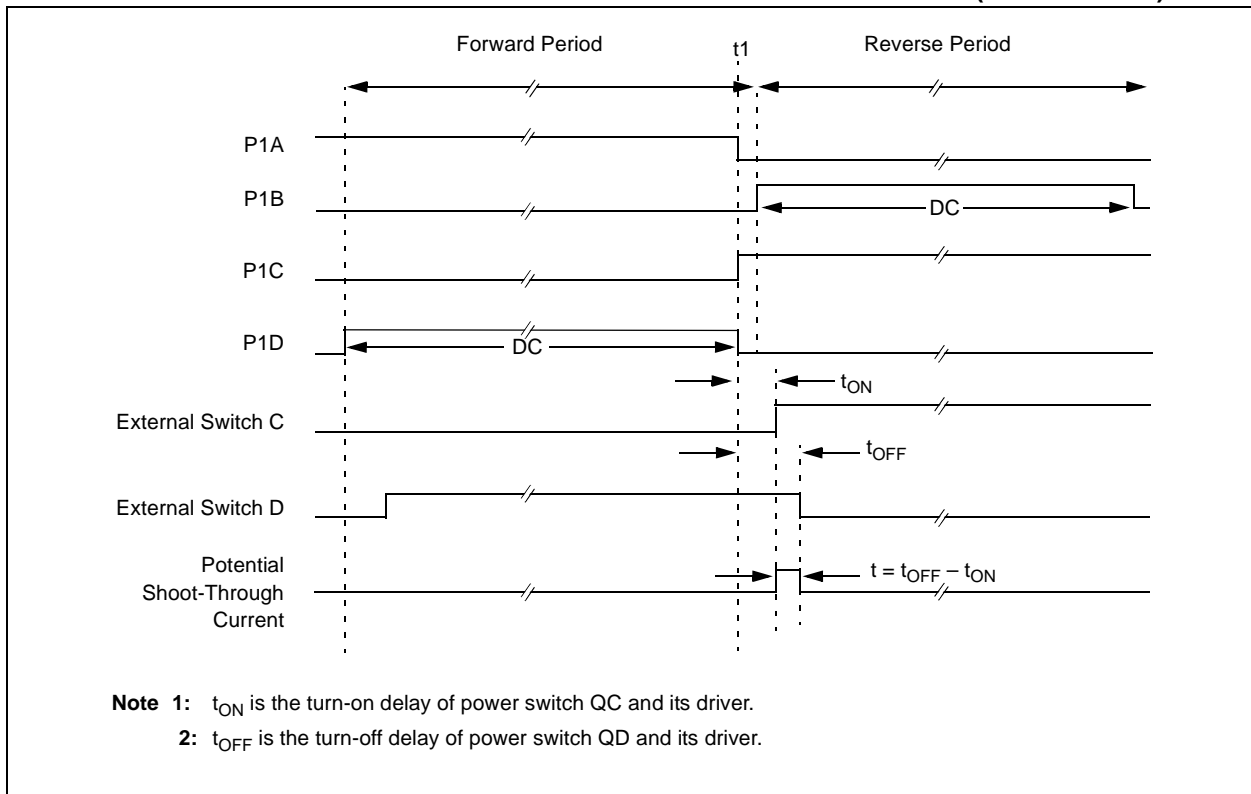 Forward Period
t1
Reverse Period
P1A
P1B
DC
P1C
P1D
DC
tON
External Switch C
tOFF
External Switch D
Potential
Shoot-Through
Current
t = tOFF – tON
Note 1: tON is the turn-on delay of power switch QC and its driver.
2: tOFF is the turn-off delay of power switch QD and its driver.